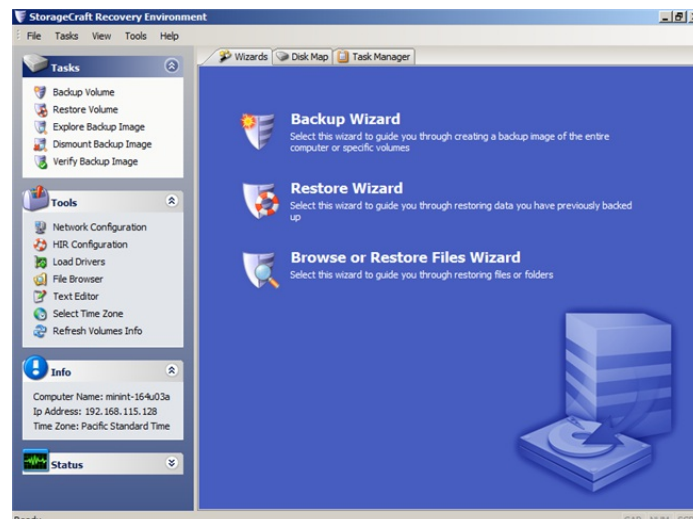 StorageCraft Recovery Environment
File Tasks View Tools Help
Wizards Disk Map Task Manager
Tasks
Backup Volume
Restore Volume
Explore Backup Image
Dismount Backup Image
Verify Backup Image
Tools
Network Configuration
HIR Configuration
Load Drivers
File Browser
Text Editor
Select Time Zone
Refresh Volumes Info
Info
Computer Name: minint-164u03a
Ip Address: 192.168.115.128
Time Zone: Pacific Standard Time
Status
Backup Wizard
Select this wizard to guide you through creating a backup image of the entire
computer or specific volumes
Restore Wizard
Select this wizard to guide you through restoring data you have previously backed
up
Browse or Restore Files Wizard
Select this wizard to guide you through restoring files or folders